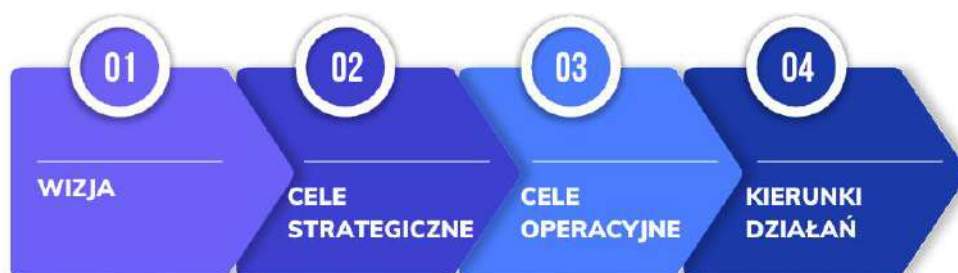 01
WIZJA
02
CELE
STRATEGICZNE
03
CELE
OPERACYJNE
04
KIERUNKI
DZIAŁAŃ